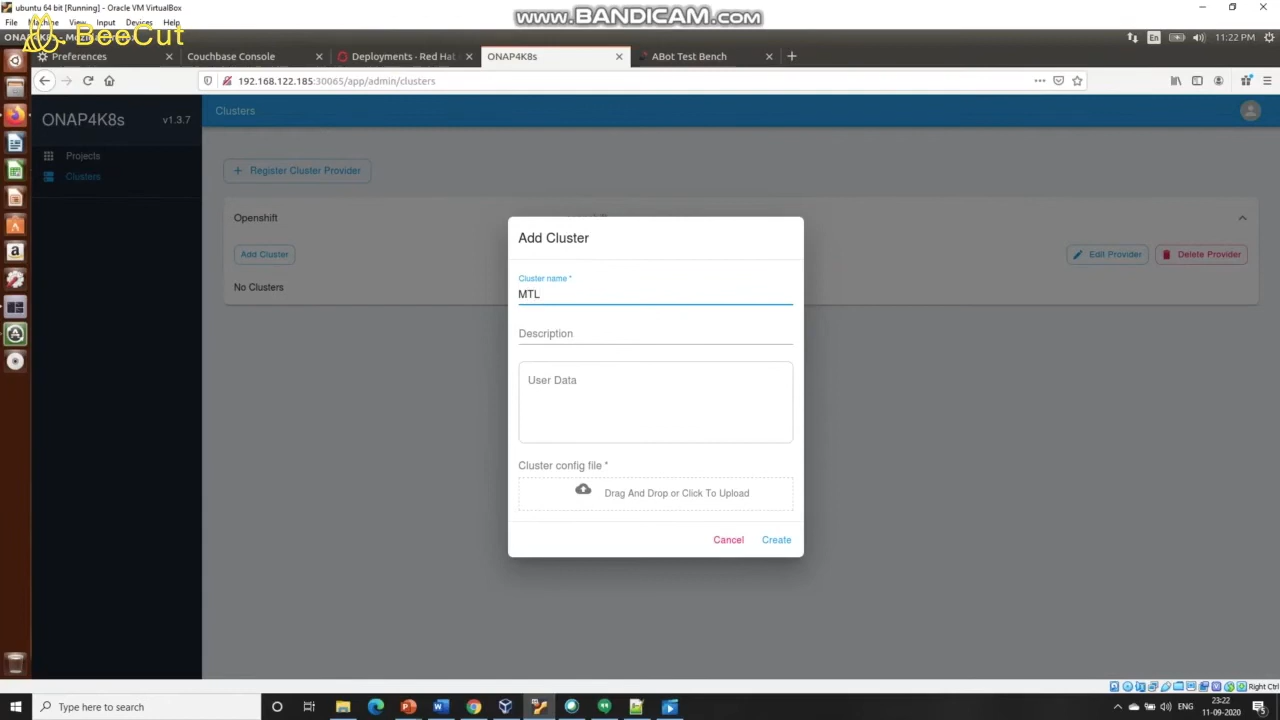 ubuntu 64 bit [Running] - Oracle VM VirtualBox
www.BANDICAM.com
File Machine View Input Devices Help
BeeCut
En
11:22 PM
Preferences
Couchbase Console
Deployments · Red Hat
ONAP4K8s
ABot Test Bench
192.168.122.185:30065/app/admin/clusters
ONAP4K8s v1.3.7
Clusters
Projects
Clusters
Register Cluster Provider
Openshift
Add Cluster
Edit Provider
Delete Provider
No Clusters
Add Cluster
Cluster name *
MTL
Description
User Data
Cluster config file *
Drag And Drop or Click To Upload
Cancel
Create
Right Ctrl
Type here to search
ENG
23:22
11-09-2020